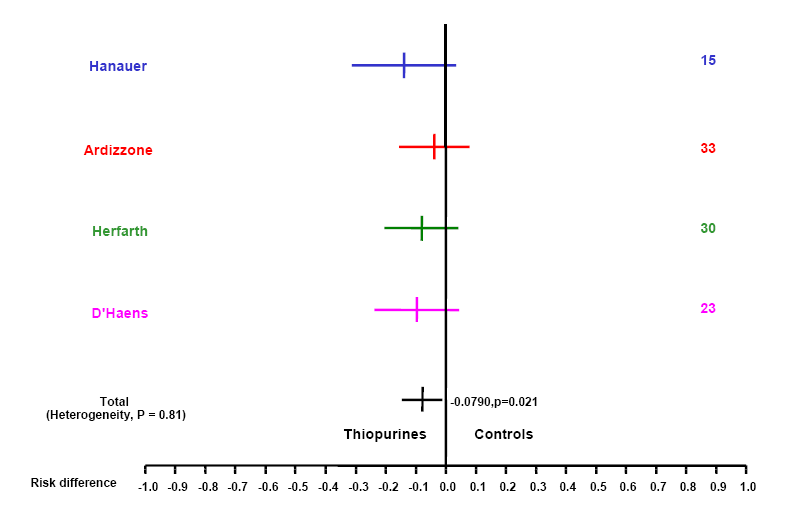 Hanauer 15
Ardizzone 33
Herfarth 30
D'Haens 23
Total
(Heterogeneity, P = 0.81)
-0.0790,p=0.021
Thiopurines Controls
Risk difference -1.0 -0.9 -0.8 -0.7 -0.6 -0.5 -0.4 -0.3 -0.2 -0.1 0.0 0.1 0.2 0.3 0.4 0.5 0.6 0.7 0.8 0.9 1.0